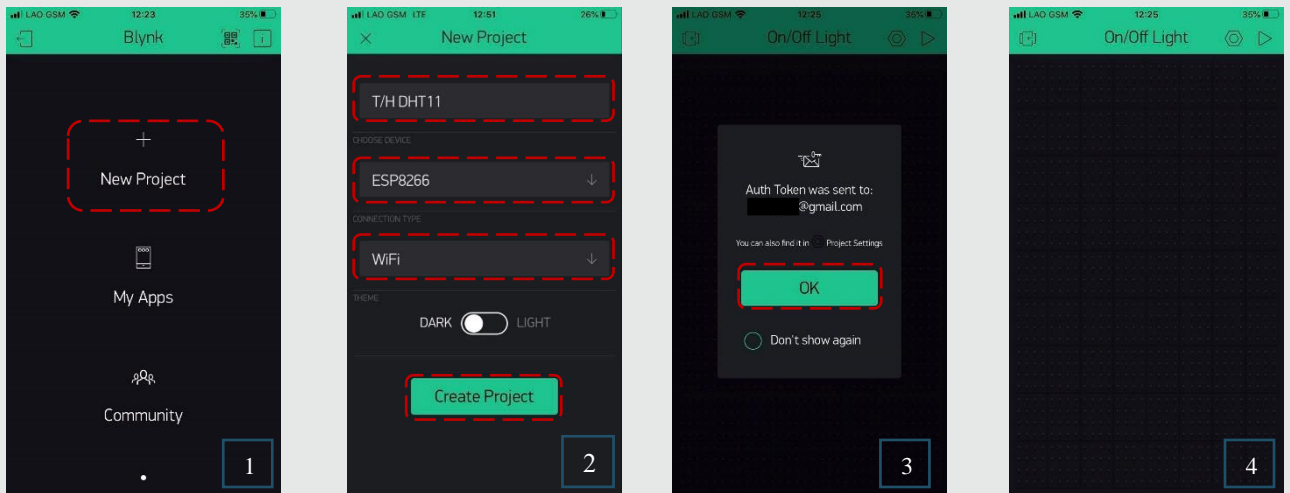 LAO GSM 12:23 35%
Blynk
New Project
My Apps
Community
1
LAO GSM LTE 12:51 26%
New Project
T/H DHT11
CHOOSE DEVICE
ESP8266
CONNECTION TYPE
WiFi
THEME
DARK LIGHT
Create Project
2
LAO GSM 12:25 35%
On/Off Light
Auth Token was sent to:
@gmail.com
You can also find it in Project Settings
OK
Don't show again
3
LAO GSM 12:25 35%
On/Off Light
4